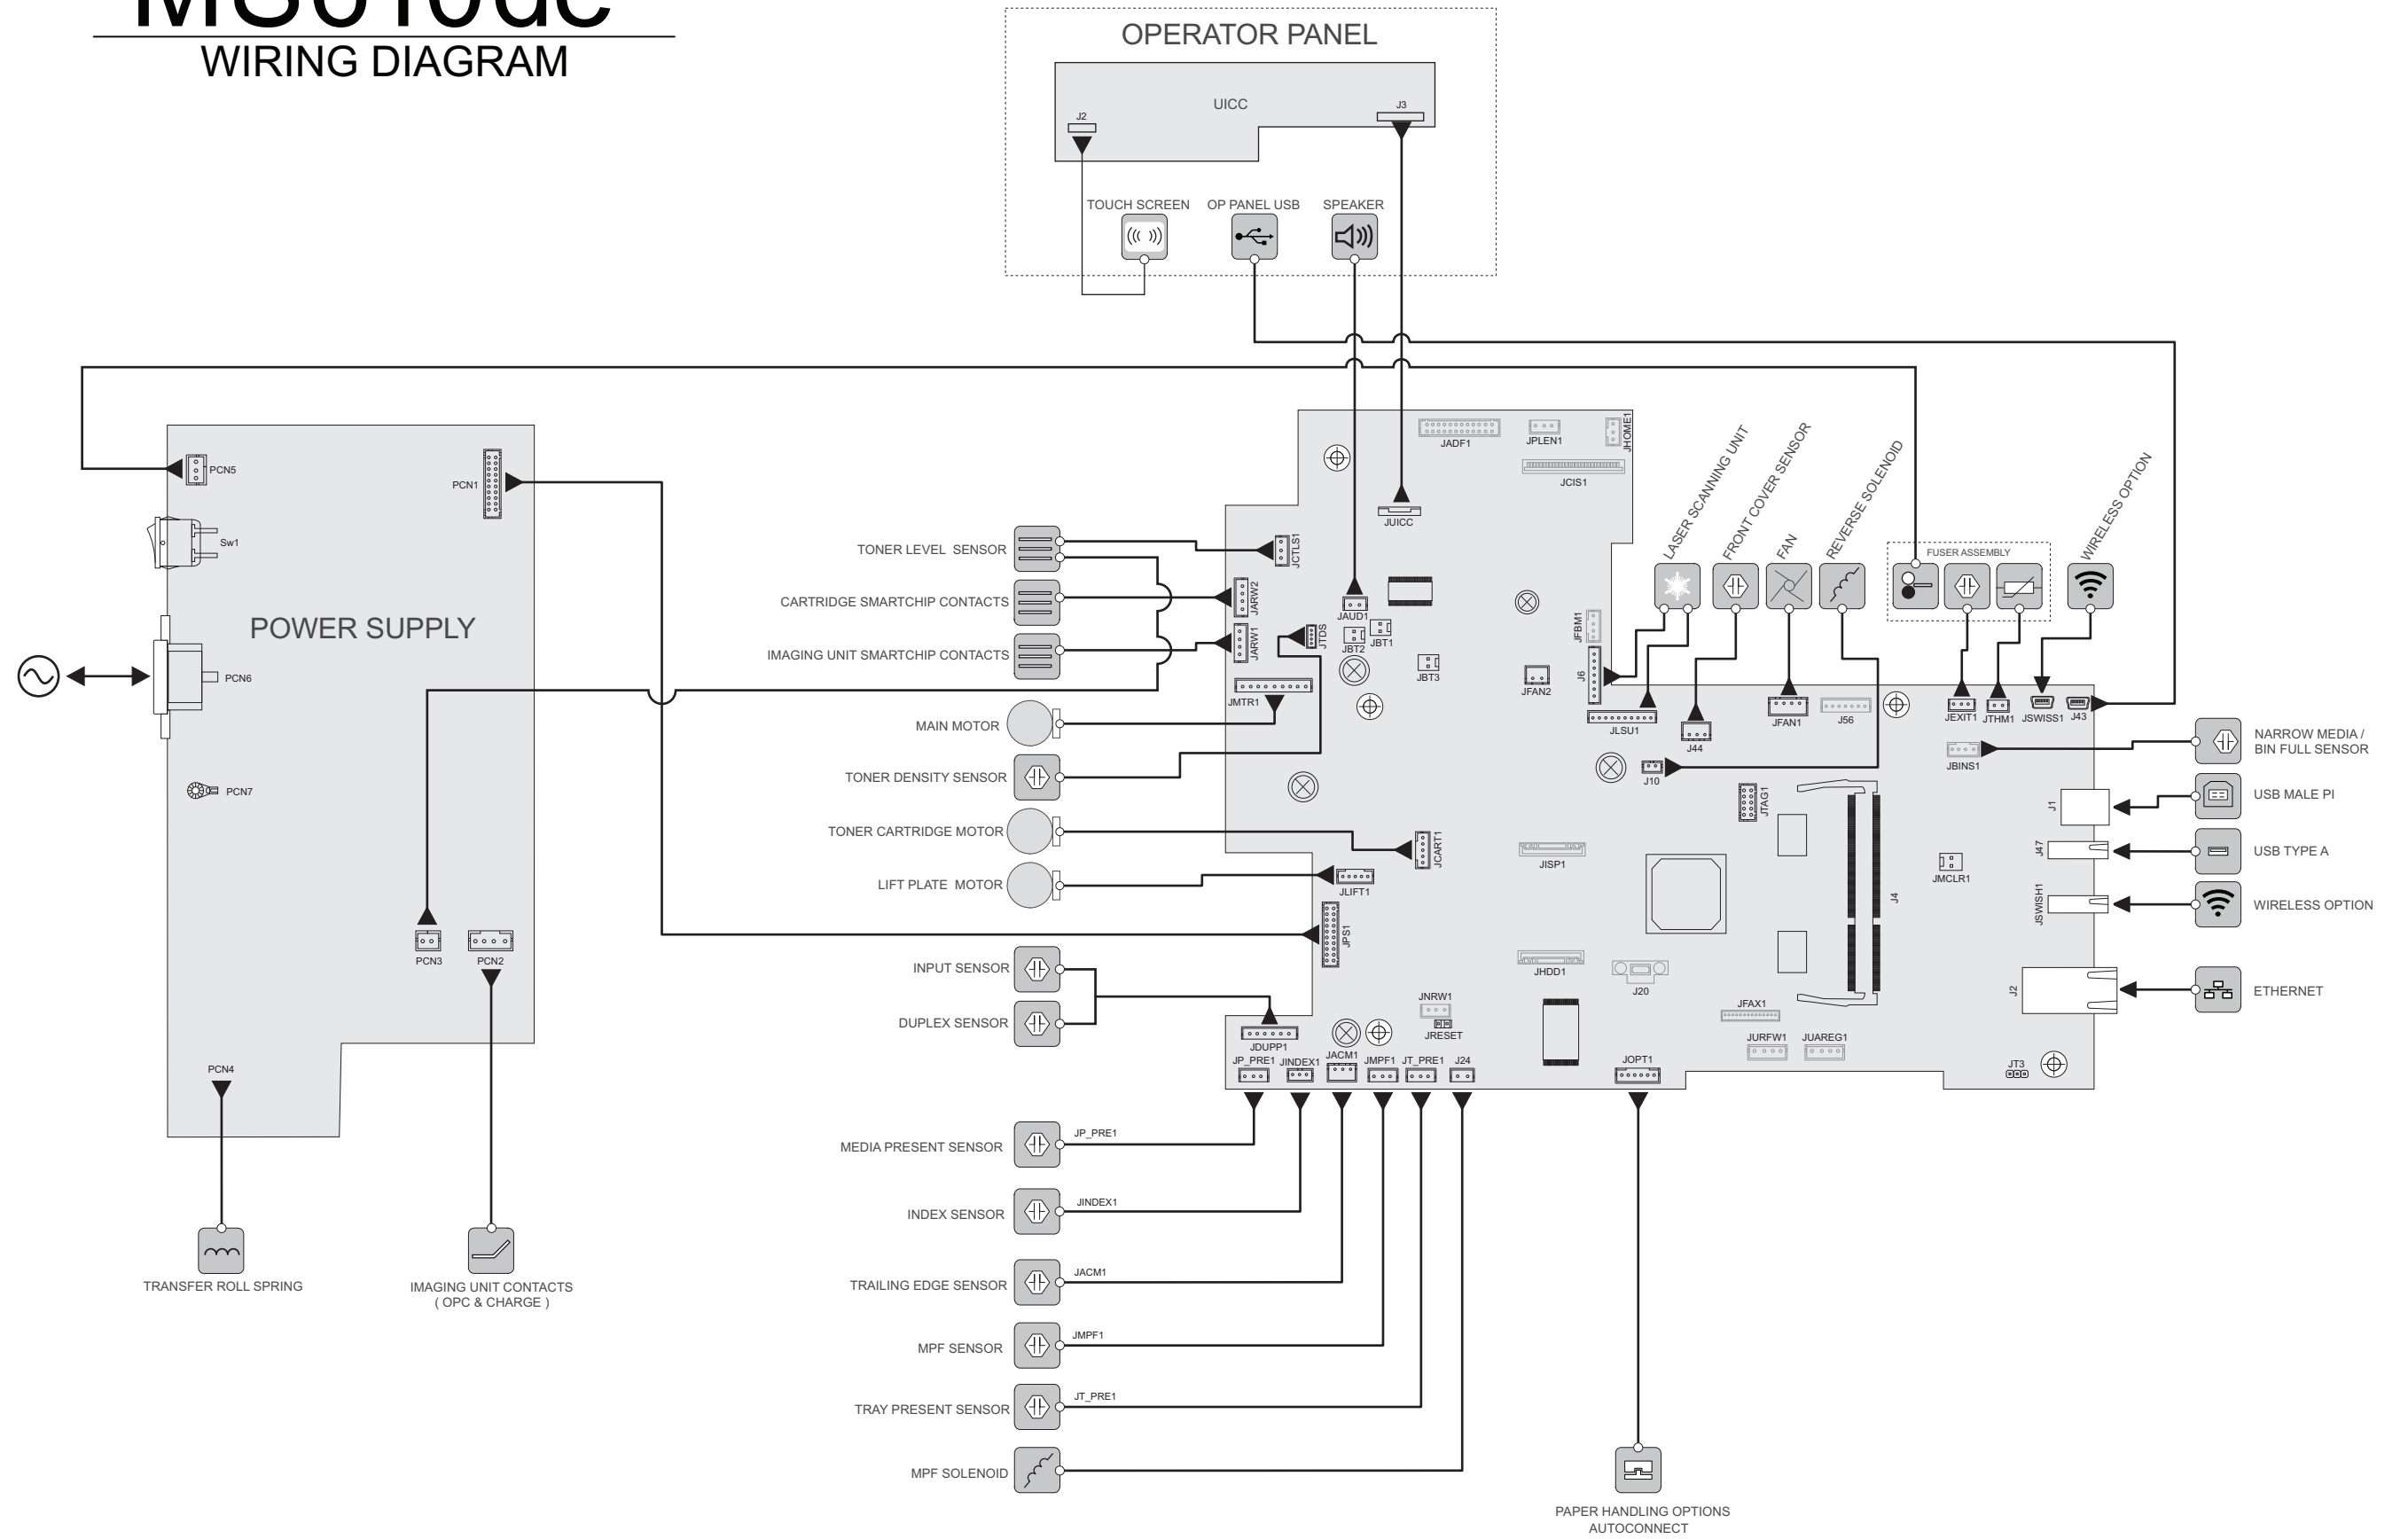 MS610de
WIRING DIAGRAM
OPERATOR PANEL
UICC
J2
J3
TOUCH SCREEN
OP PANEL USB
SPEAKER
POWER SUPPLY
PCN5
PCN1
Sw1
PCN6
PCN7
PCN3
PCN2
PCN4
TRANSFER ROLL SPRING
IMAGING UNIT CONTACTS
( OPC & CHARGE )
TONER LEVEL SENSOR
CARTRIDGE SMARTCHIP CONTACTS
IMAGING UNIT SMARTCHIP CONTACTS
MAIN MOTOR
TONER DENSITY SENSOR
TONER CARTRIDGE MOTOR
LIFT PLATE MOTOR
INPUT SENSOR
DUPLEX SENSOR
MEDIA PRESENT SENSOR
JP_PRE1
INDEX SENSOR
JINDEX1
TRAILING EDGE SENSOR
JACM1
MPF SENSOR
JMPF1
TRAY PRESENT SENSOR
JT_PRE1
MPF SOLENOID
JADF1
JPLEN1
JHOME1
JCIS1
JUICC
JCTLS1
JARW2
JARW1
JTDS
JAUD1
JBT2
JBT1
JBT3
JMTR1
JFBM1
JFAN2
J6
JLSU1
J44
JFAN1
J56
J10
JEXIT1
JTHM1
JSWISS1
J43
JBINS1
LASER SCANNING UNIT
FRONT COVER SENSOR
FAN
REVERSE SOLENOID
FUSER ASSEMBLY
WIRELESS OPTION
JTAG1
JCART1
JLIFT1
JPS1
JISP1
JHDD1
J20
J4
JMCLR1
J1
J47
JSWISH1
J2
JNRW1
JRESET
JFAX1
JURFW1
JUAREG1
JT3
JDUPP1
JP_PRE1
JINDEX1
JACM1
JMPF1
JT_PRE1
J24
JOPT1
NARROW MEDIA /
BIN FULL SENSOR
USB MALE PI
USB TYPE A
WIRELESS OPTION
ETHERNET
PAPER HANDLING OPTIONS
AUTOCONNECT